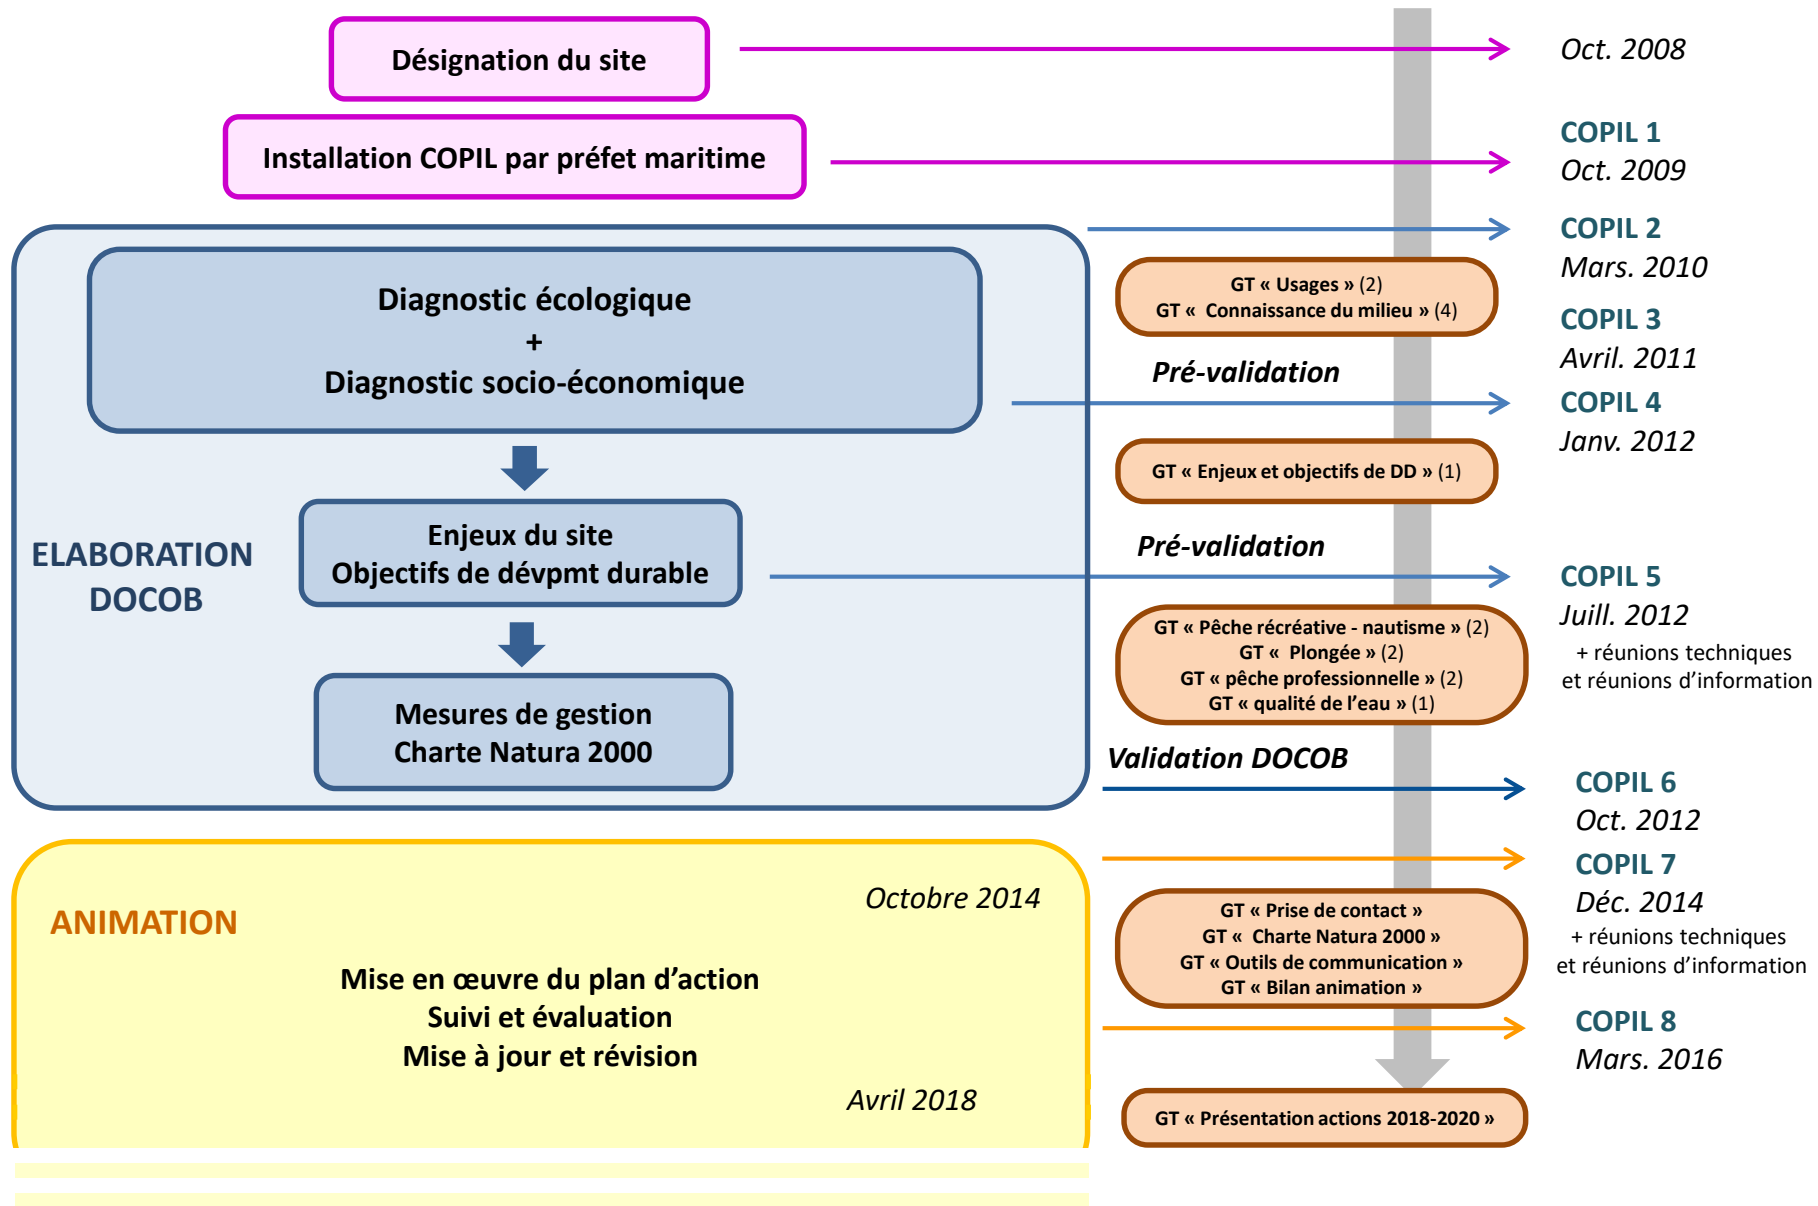 Désignation du site
Oct. 2008
Installation COPIL par préfet maritime
COPIL 1
Oct. 2009
COPIL 2
Mars. 2010
Diagnostic écologique
+
Diagnostic socio-économique
GT « Usages » (2)
GT «  Connaissance du milieu » (4)
COPIL 3
Avril. 2011
Pré-validation
COPIL 4
Janv. 2012
GT « Enjeux et objectifs de DD » (1)
ELABORATION
DOCOB
Enjeux du site
Objectifs de dévpmt durable
Pré-validation
COPIL 5
Juill. 2012
+ réunions techniques
et réunions d'information
GT « Pêche récréative - nautisme » (2)
GT «  Plongée » (2)
GT « pêche professionnelle » (2)
GT « qualité de l'eau » (1)
Mesures de gestion
Charte Natura 2000
Validation DOCOB
COPIL 6
Oct. 2012
COPIL 7
Déc. 2014
+ réunions techniques
et réunions d'information
ANIMATION
Octobre 2014
Mise en œuvre du plan d'action
Suivi et évaluation
Mise à jour et révision
Avril 2018
GT « Prise de contact »
GT «  Charte Natura 2000 »
GT « Outils de communication »
GT « Bilan animation »
COPIL 8
Mars. 2016
GT « Présentation actions 2018-2020 »